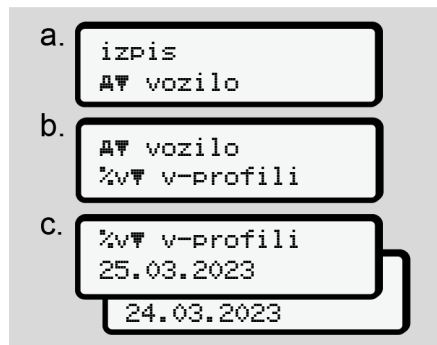 a.
izpis
A▼ vozilo
b.
A▼ vozilo
%v▼ v-profili
c.
%v▼ v-profili
25.03.2023
24.03.2023